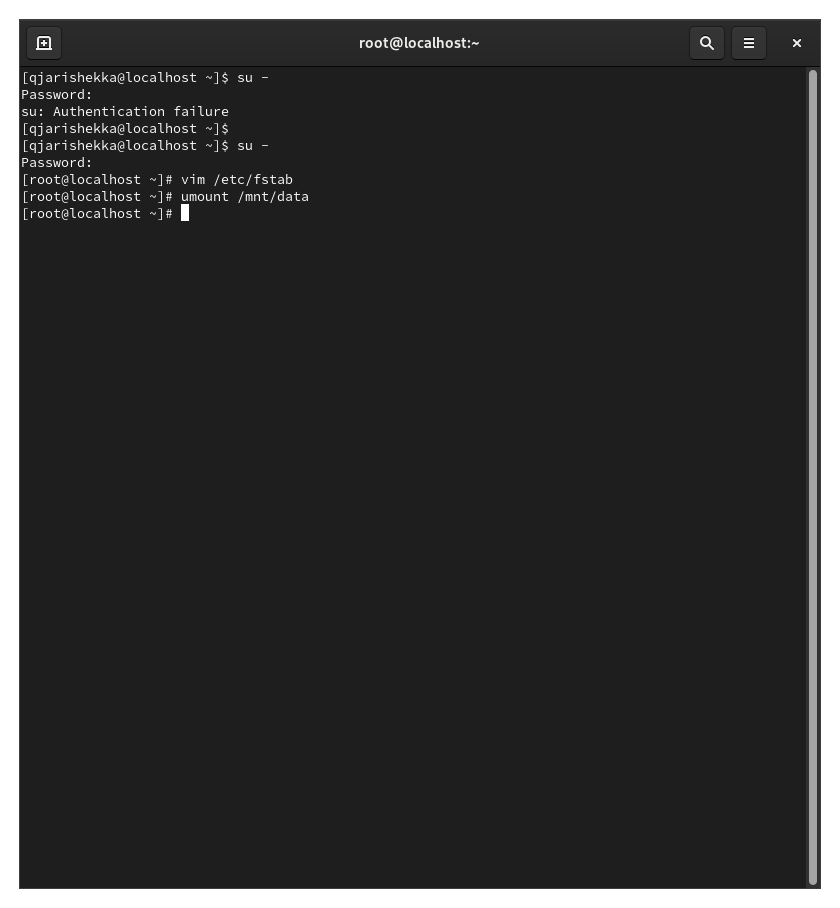 root@localhost:~
[qjarishekka@localhost ~]$ su -
Password:
su: Authentication failure
[qjarishekka@localhost ~]$
[qjarishekka@localhost ~]$ su -
Password:
[root@localhost ~]# vim /etc/fstab
[root@localhost ~]# umount /mnt/data
[root@localhost ~]#